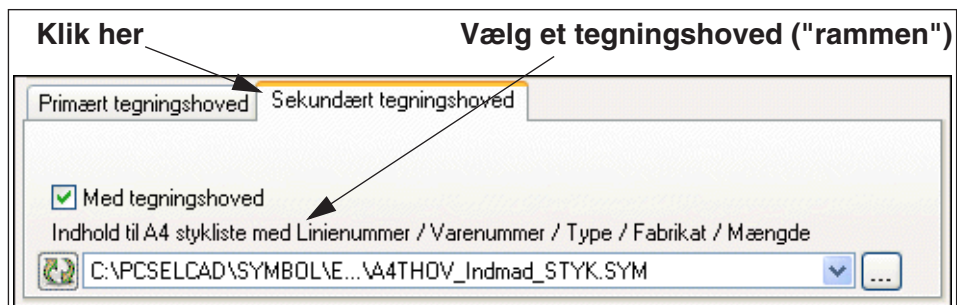 Klik her
Vælg et tegningshoved ("rammen")
Primært tegningshoved
Sekundært tegningshoved
Med tegningshoved
Indhold til A4 stykliste med Linienummer / Varenummer / Type / Fabrikat / Mængde
C:\PCSELCAD\SYMBOL\E...\A4THOV_Indmad_STYK.SYM
...